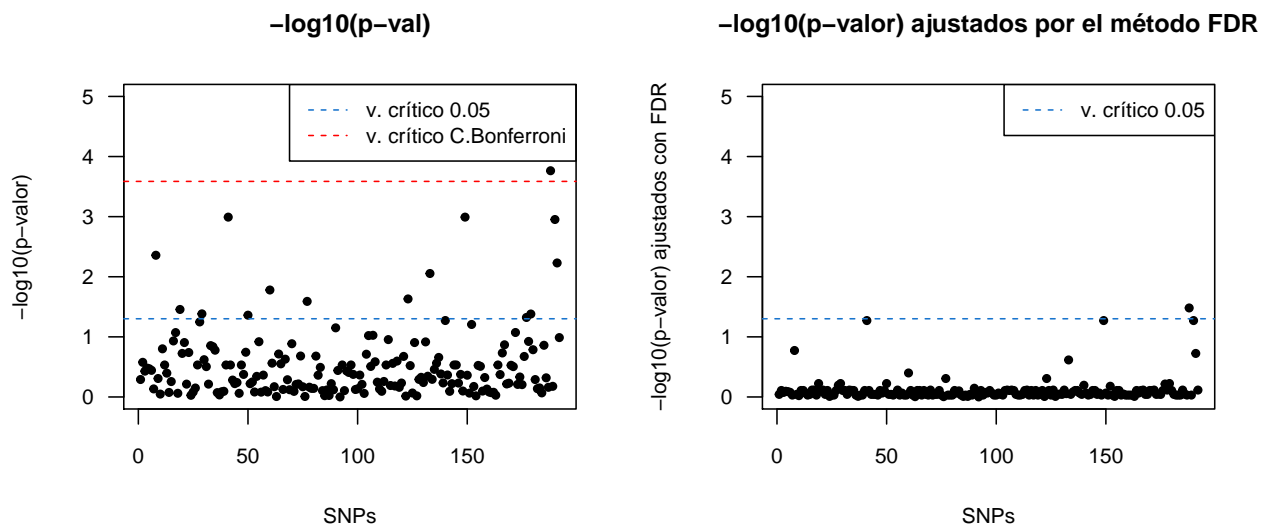 −log10(p−val)
−log10(p−valor)
5
4
3
2
1
0
v. crítico 0.05
v. crítico C.Bonferroni
0
50
100
150
SNPs
−log10(p−valor) ajustados por el método FDR
−log10(p−valor) ajustados con FDR
5
4
3
2
1
0
v. crítico 0.05
0
50
100
150
SNPs